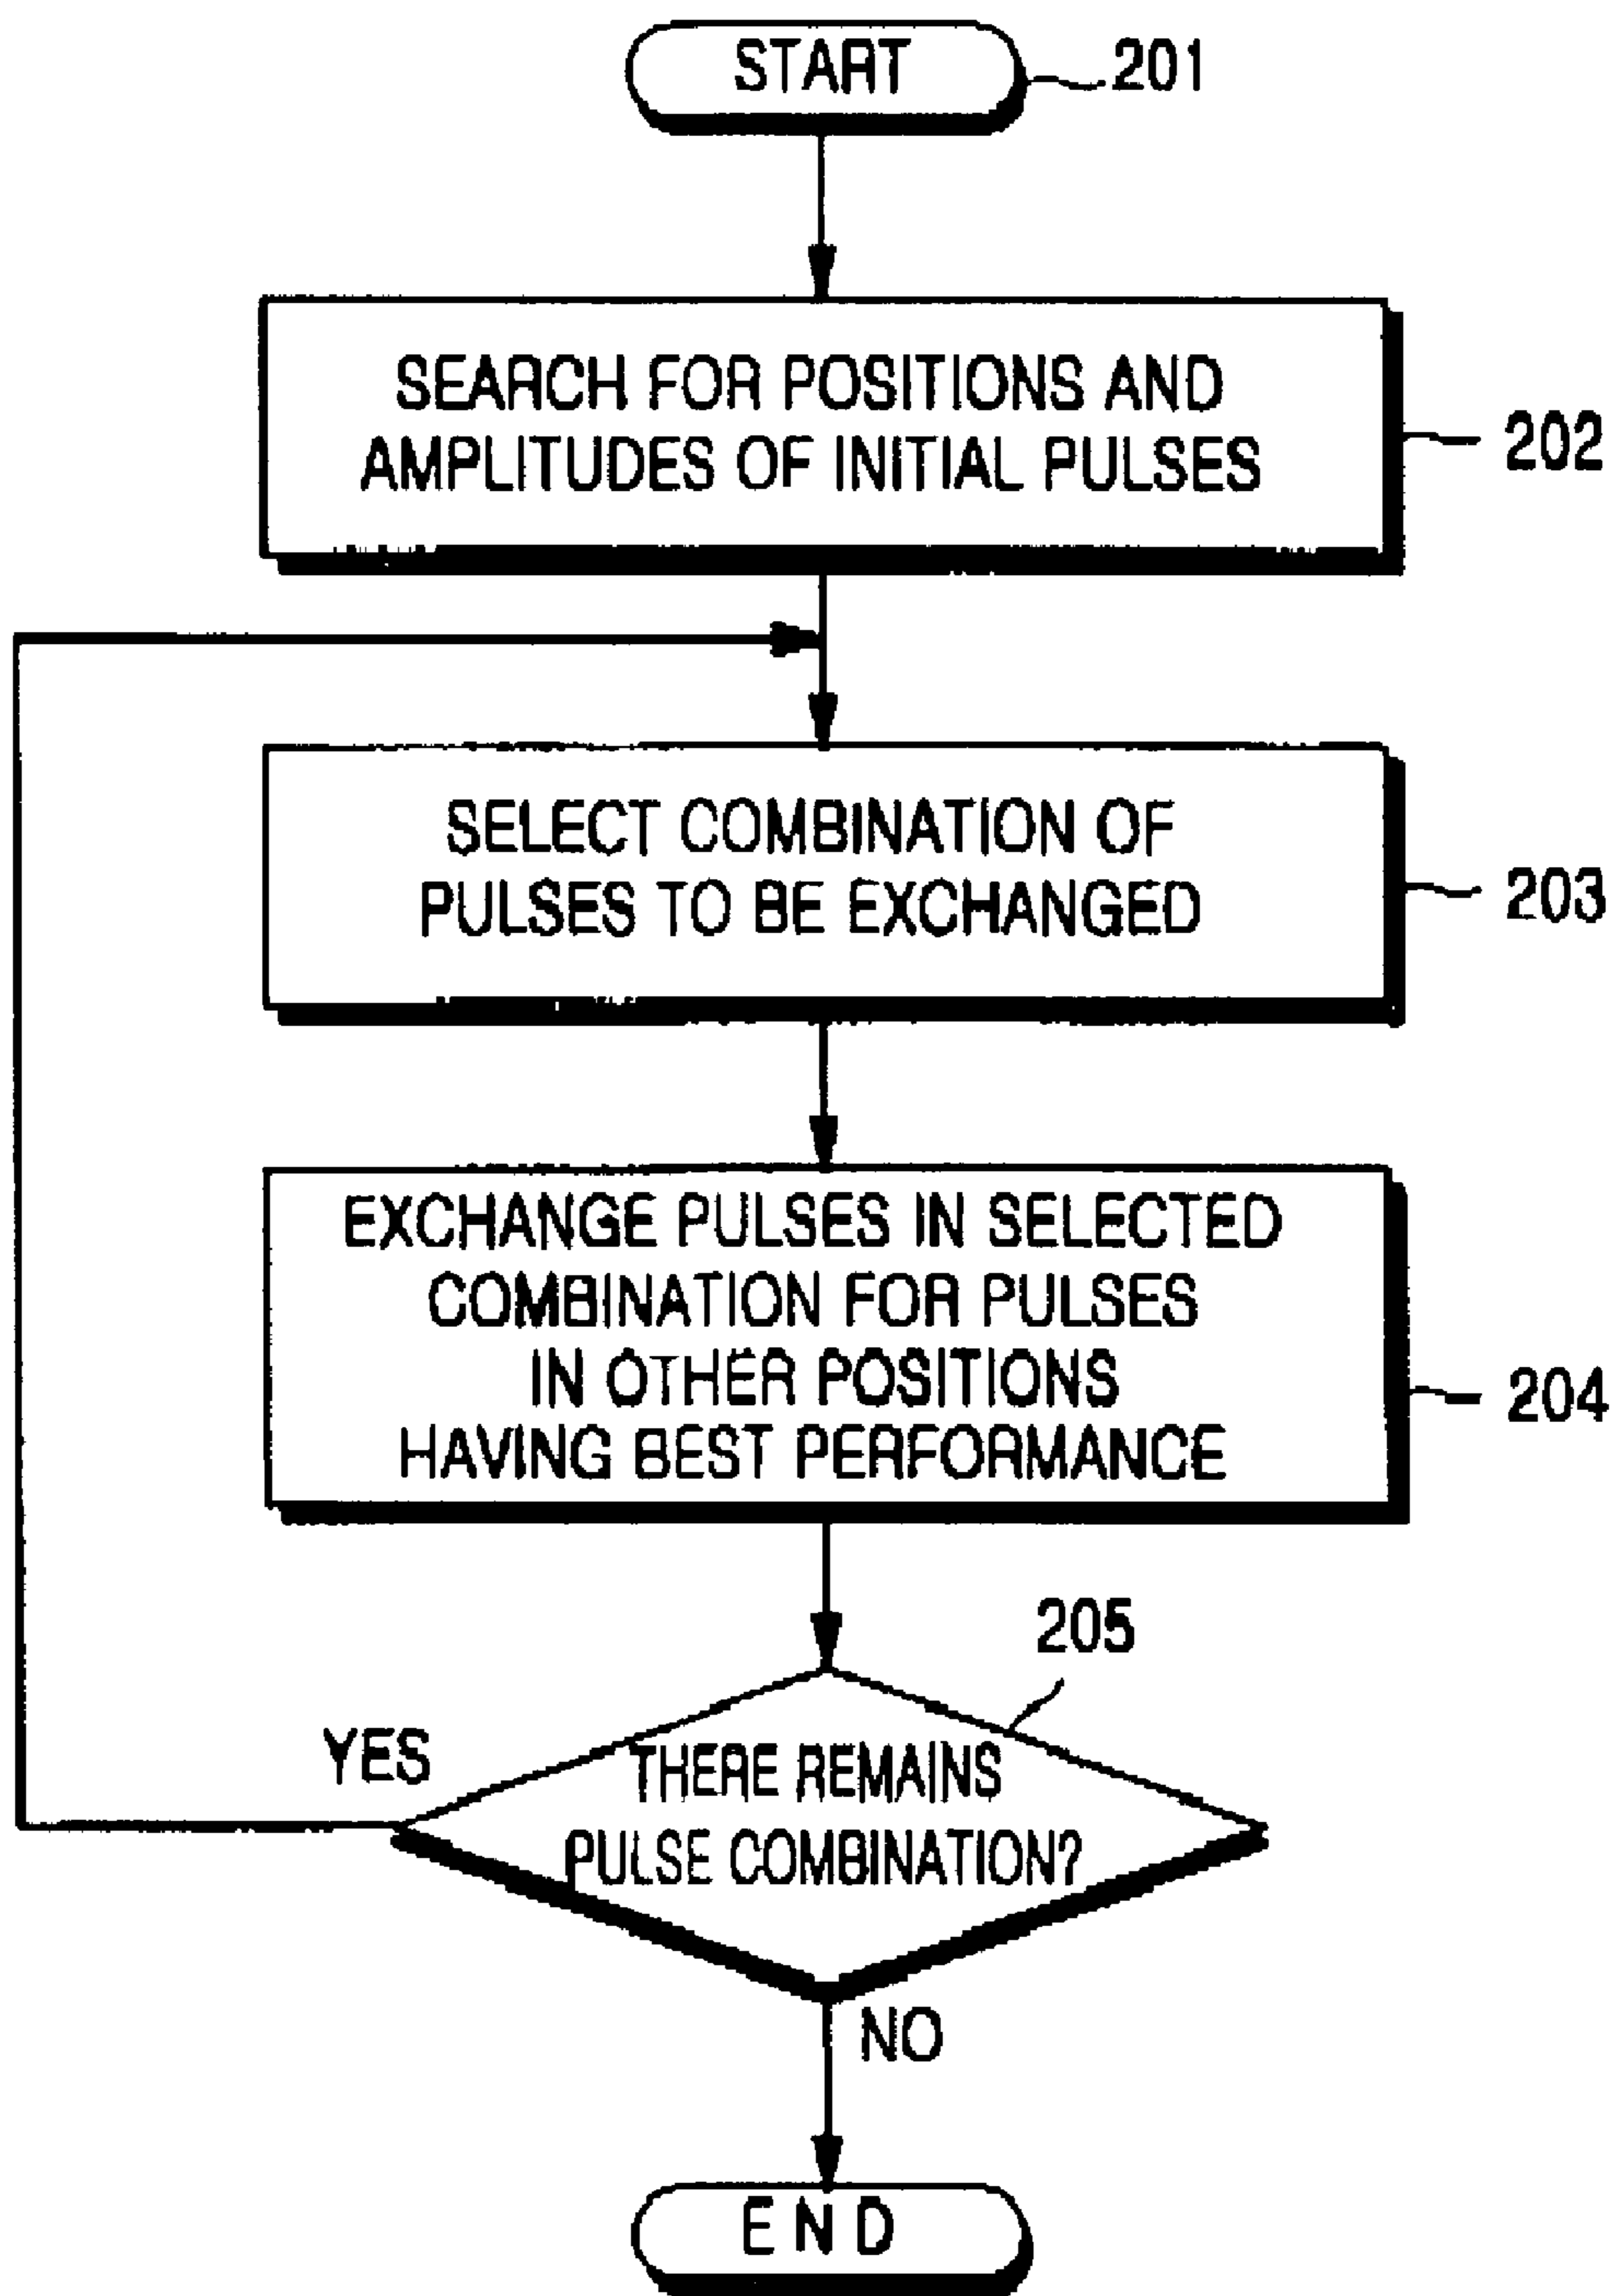 START
201
SEARCH FOR POSITIONS AND
AMPLITUDES OF INITIAL PULSES
202
SELECT COMBINATION OF
PULSES TO BE EXCHANGED
203
EXCHANGE PULSES IN SELECTED
COMBINATION FOR PULSES
IN OTHER POSITIONS
HAVING BEST PERFORMANCE
204
205
YES
THERE REMAINS
PULSE COMBINATION?
NO
END